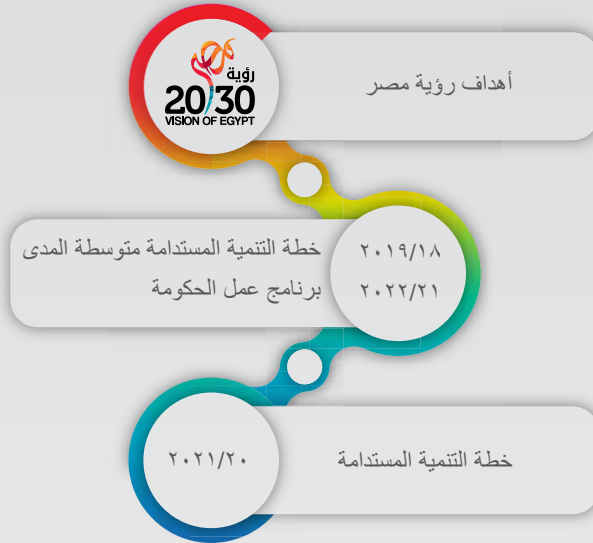 رؤية
20/30
VISION OF EGYPT
أهداف رؤية مصر
٢٠١٩/١٨
٢٠٢٢/٢١
خطة التنمية المستدامة متوسطة المدى
برنامج عمل الحكومة
خطة التنمية المستدامة
٢٠٢١/٢٠